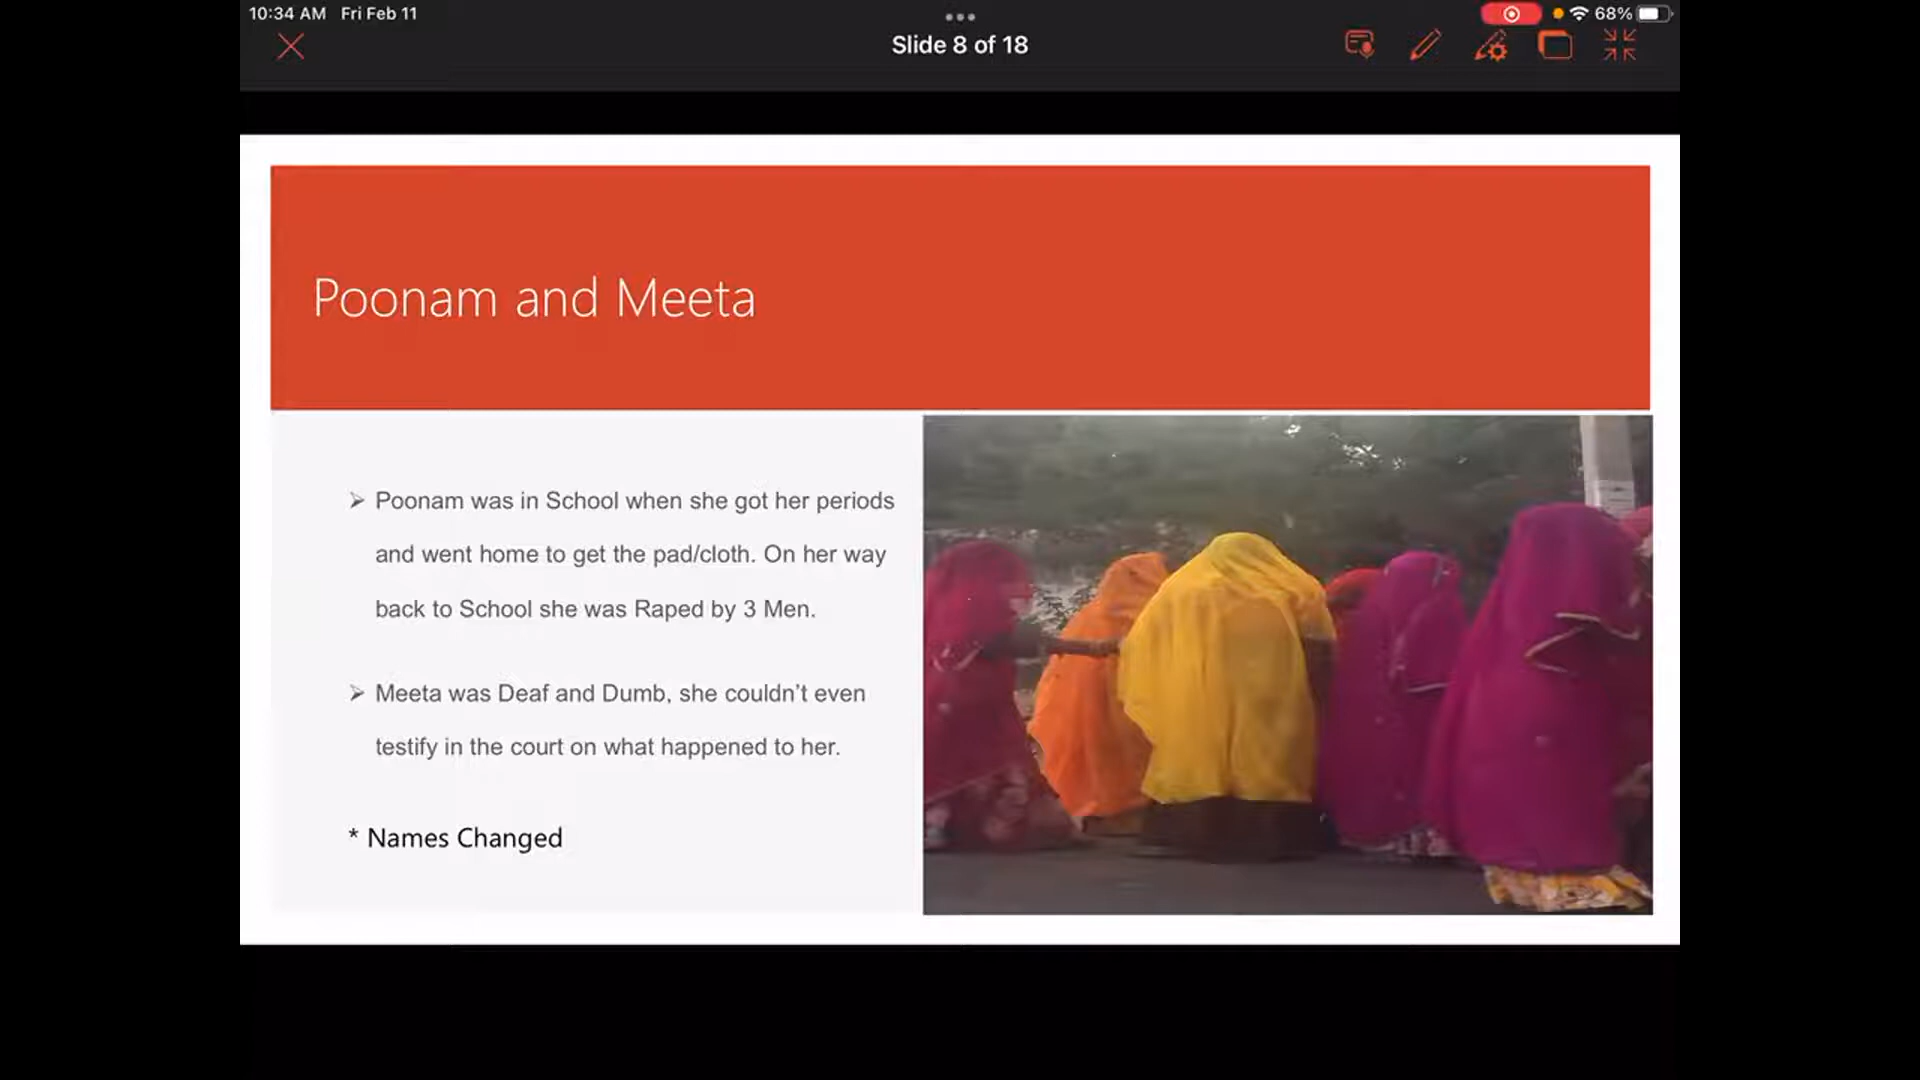 10:34 AM Fri Feb 11
68%
Slide 8 of 18
Poonam and Meeta
➢ Poonam was in School when she got her periods
and went home to get the pad/cloth. On her way
back to School she was Raped by 3 Men.
➢ Meeta was Deaf and Dumb, she couldn’t even
testify in the court on what happened to her.
* Names Changed